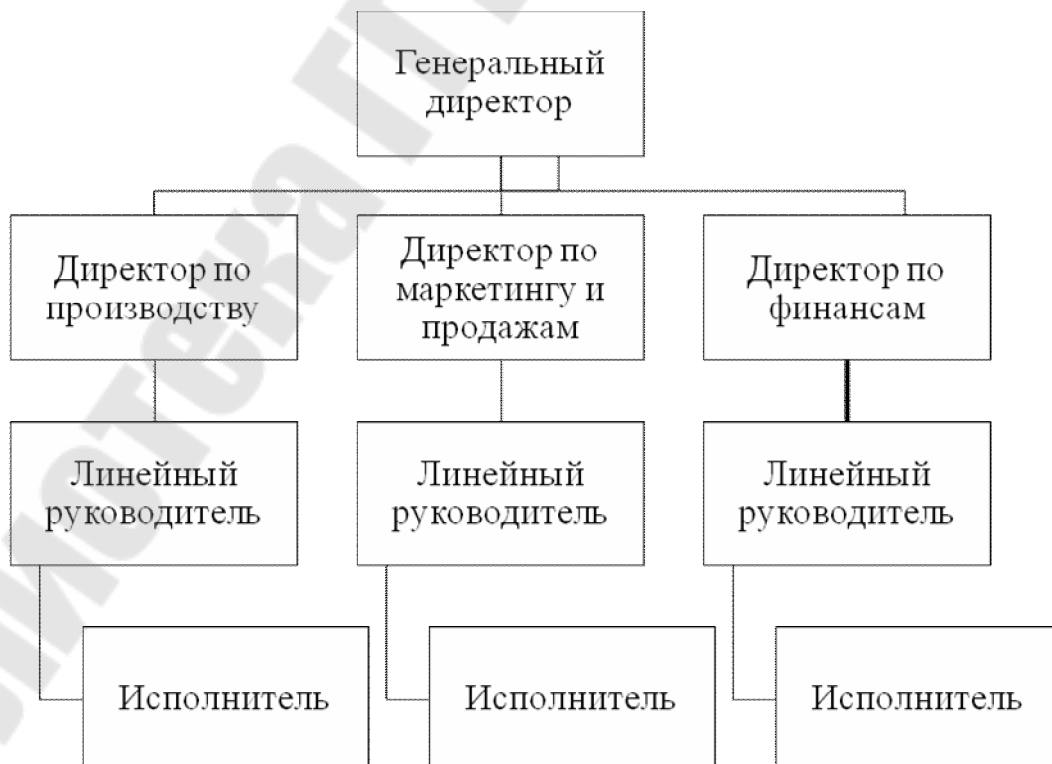 Генеральный
директор
Директор по
производству
Директор по
маркетингу и
продажам
Директор по
финансам
Линейный
руководитель
Линейный
руководитель
Линейный
руководитель
Исполнитель
Исполнитель
Исполнитель